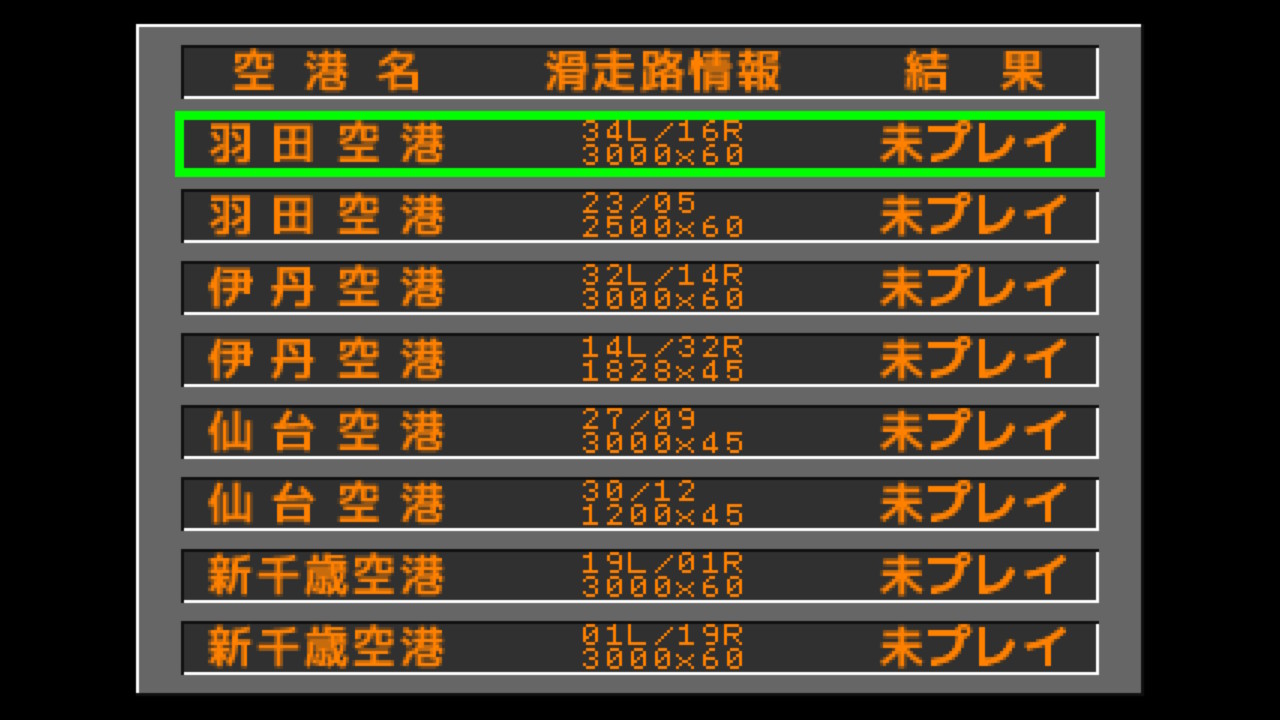 空港名 滑走路情報 結果
羽田空港 34L/16R 未プレイ
3000x60
羽田空港 23/05 未プレイ
2500x60
伊丹空港 32L/14R 未プレイ
3000x60
伊丹空港 14L/32R 未プレイ
1828x45
仙台空港 27/09 未プレイ
3000x45
仙台空港 30/12 未プレイ
1200x45
新千歳空港 19L/01R 未プレイ
3000x60
新千歳空港 01L/19R 未プレイ
3000x60